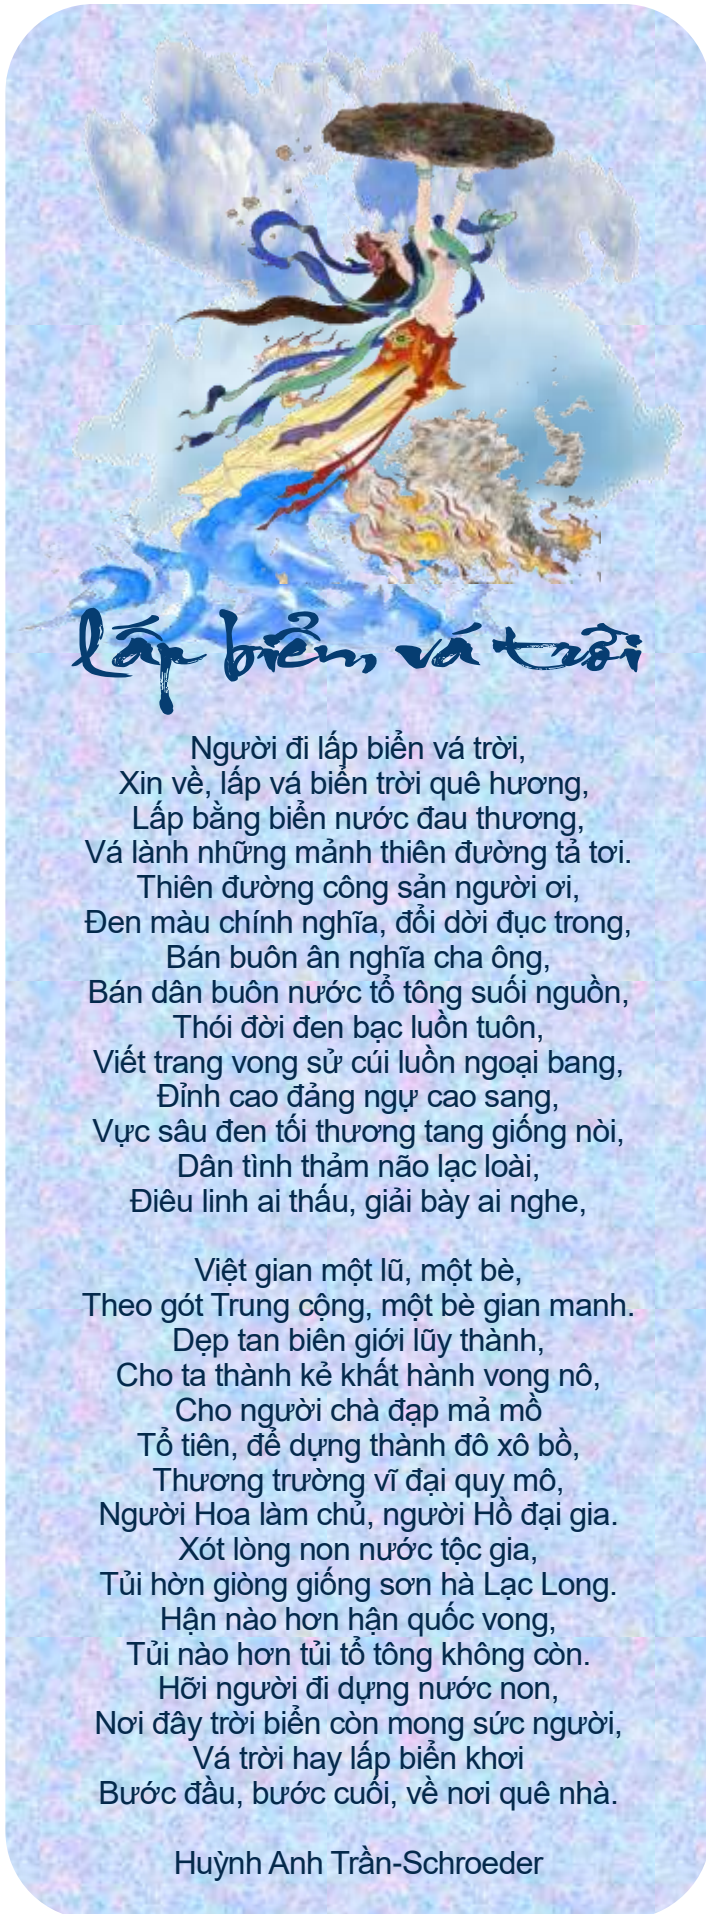 lấp biển, vá trời
Người đi lấp biển vá trời,
Xin về, lấp vá biển trời quê hương,
Lấp bằng biển nước đau thương,
Vá lành những mảnh thiên đường tả tơi.
Thiên đường công sản người ơi,
Đen màu chính nghĩa, đổi dời đục trong,
Bán buôn ân nghĩa cha ông,
Bán dân buôn nước tổ tông suối nguồn,
Thói đời đen bạc luồn tuôn,
Viết trang vong sử cúi luồn ngoại bang,
Đỉnh cao đảng ngự cao sang,
Vực sâu đen tối thương tang giống nòi,
Dân tình thảm não lạc loài,
Điêu linh ai thấu, giải bày ai nghe,
Việt gian một lũ, một bè,
Theo gót Trung cộng, một bè gian manh.
Dẹp tan biên giới lũy thành,
Cho ta thành kẻ khất hành vong nô,
Cho người chà đạp mả mồ
Tổ tiên, để dựng thành đô xô bồ,
Thương trường vĩ đại quy mô,
Người Hoa làm chủ, người Hồ đại gia.
Xót lòng non nước tộc gia,
Tủi hờn giòng giống sơn hà Lạc Long.
Hận nào hơn hận quốc vong,
Tủi nào hơn tủi tổ tông không còn.
Hỡi người đi dựng nước non,
Nơi đây trời biển còn mong sức người,
Vá trời hay lấp biển khơi
Bước đầu, bước cuối, về nơi quê nhà.
Huỳnh Anh Trần-Schroeder